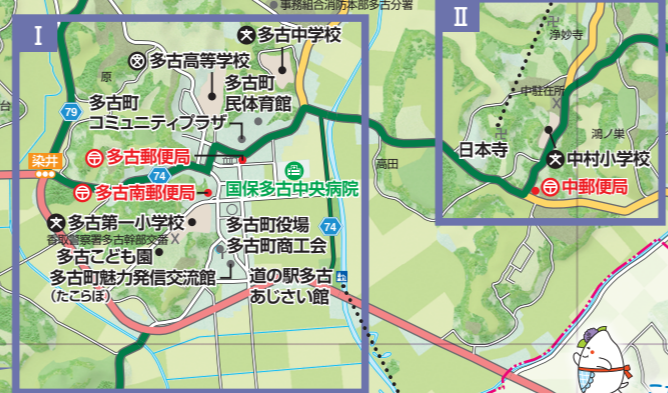 事務組合消防本部多古分署
I
文 多古中学校
多古高等学校
原
多古町
民体育館
79
多古町
コミュニティプラザ
染井
多古郵便局
74
多古南郵便局
国保多古中央病院
文 多古第一小学校
香取警察署多古幹部交番
多古こども園
多古町魅力発信交流館
(たこらぼ)
多古町役場
多古町商工会
74
道の駅多古
あじさい館
高田
台
II
浄妙寺
中駐在所
日本寺
鴻ノ巣
文 中村小学校
中郵便局